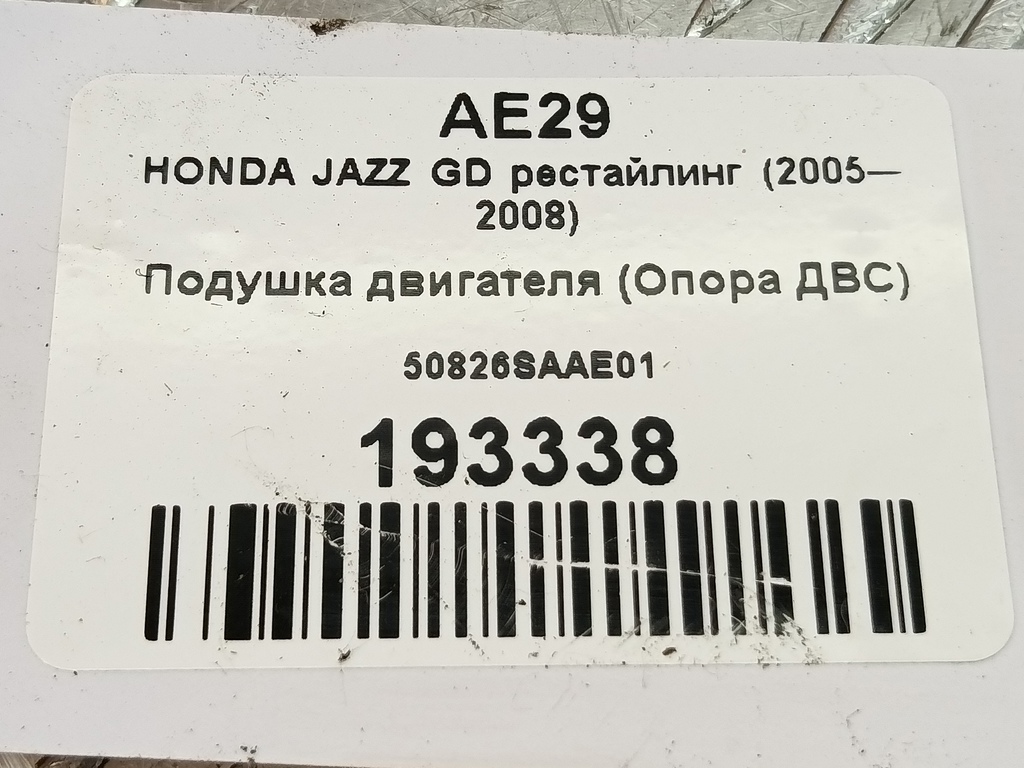 AE29
HONDA JAZZ GD рестайлинг (2005—
2008)
Подушка двигателя (Опора ДВС)
50826SAAE01
193338